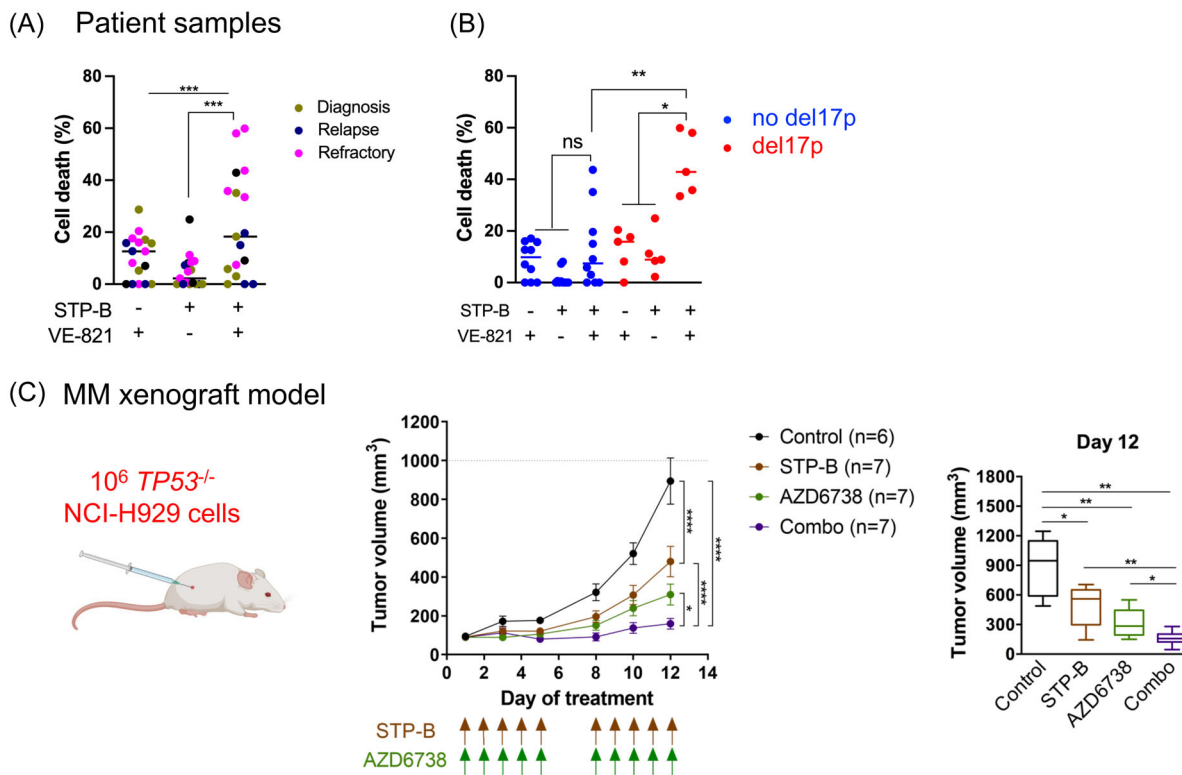 (A) Patient samples
Cell death (%)
80
60
40
20
0
***
***
Diagnosis
Relapse
Refractory
STP-B - + +
VE-821 + - +
(B)
Cell death (%)
80
60
40
20
0
ns
**
*
no del17p
del17p
STP-B - + + - + +
VE-821 + - + + - +
(C) MM xenograft model
10⁶ TP53⁻/⁻
NCI-H929 cells
Tumor volume (mm³)
1200
1000
800
600
400
200
0
0 2 4 6 8 10 12 14
Day of treatment
STP-B
AZD6738
****
****
*
****
Control (n=6)
STP-B (n=7)
AZD6738 (n=7)
Combo (n=7)
Day 12
Tumor volume (mm³)
1800
1500
1200
900
600
300
0
**
**
*
**
*
Control
STP-B
AZD6738
Combo